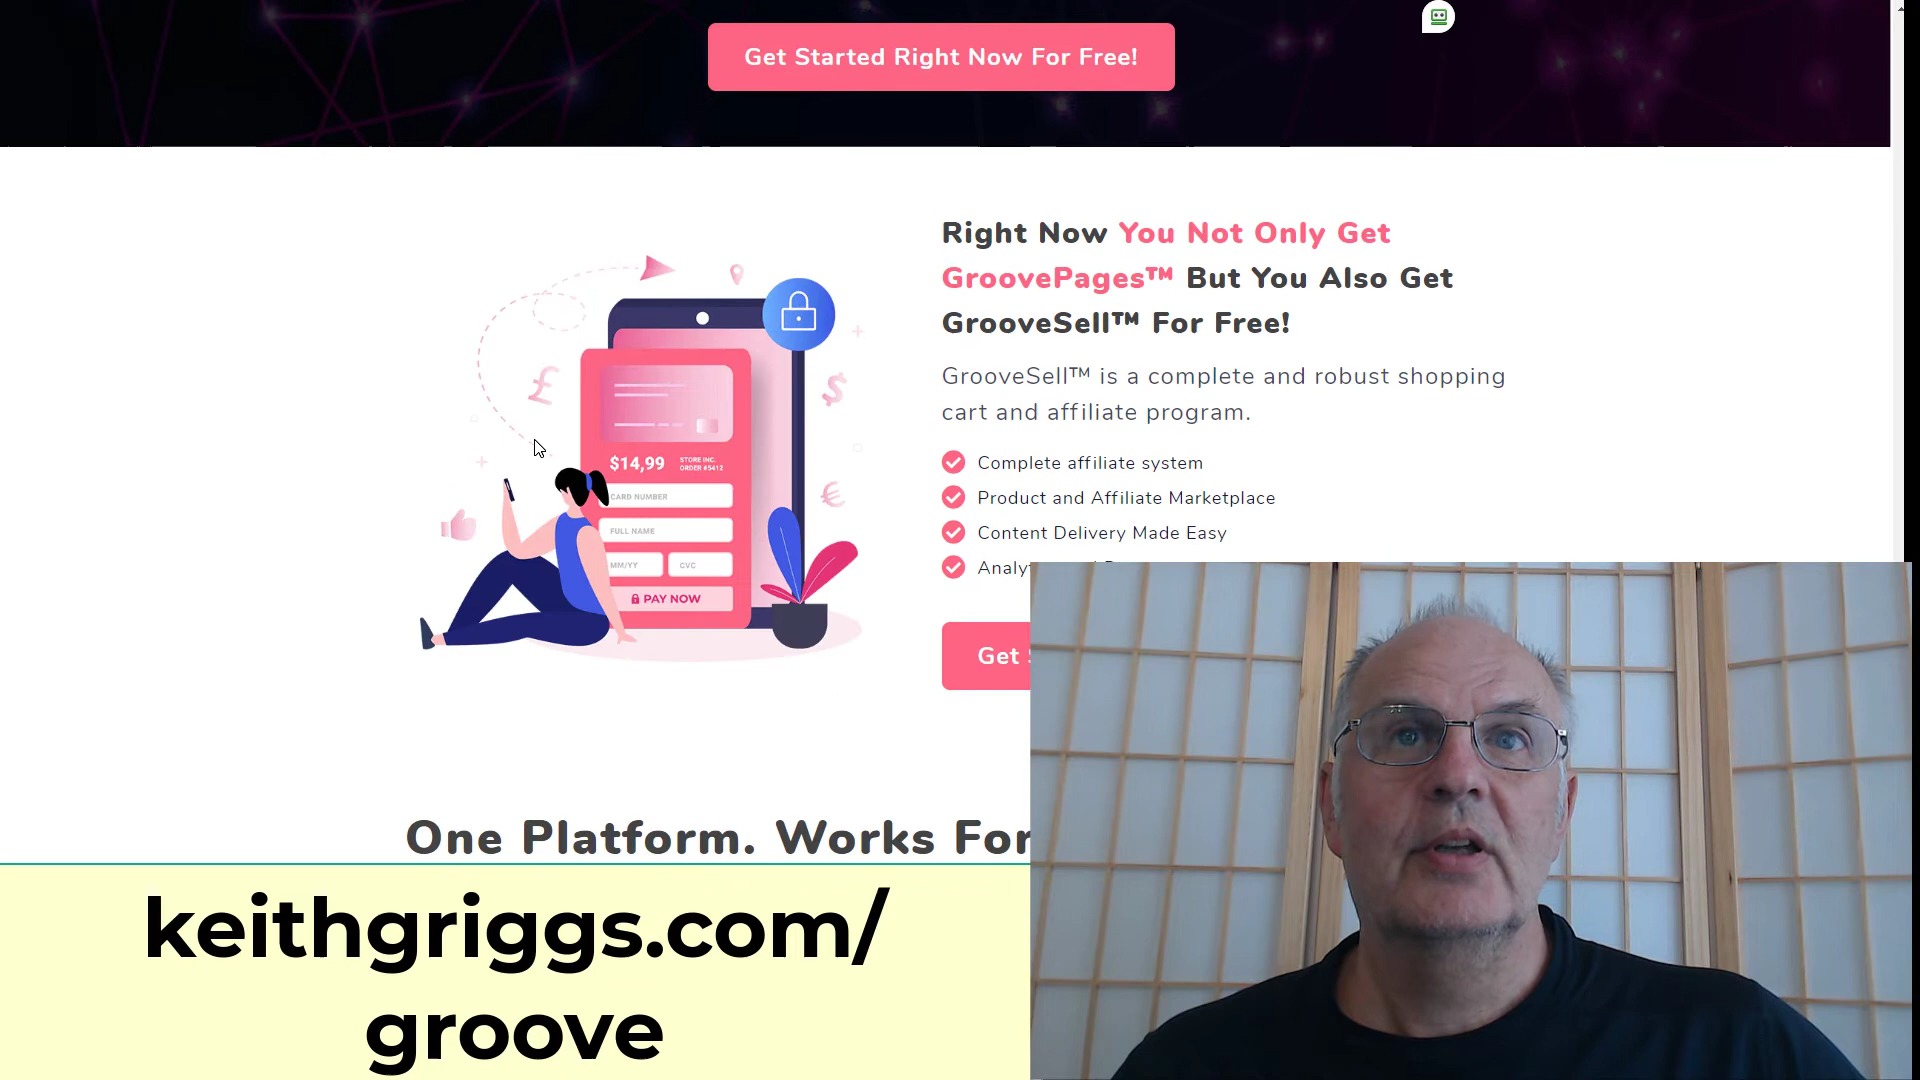 Get Started Right Now For Free!
Right Now You Not Only Get
GroovePages™ But You Also Get
GrooveSell™ For Free!
GrooveSell™ is a complete and robust shopping
cart and affiliate program.
Complete affiliate system
Product and Affiliate Marketplace
Content Delivery Made Easy
Get
$14,99
STORE INC.
ORDER #5412
CARD NUMBER
FULL NAME
MM/YY CVC
PAY NOW
One Platform. Works For
keithgriggs.com/
groove